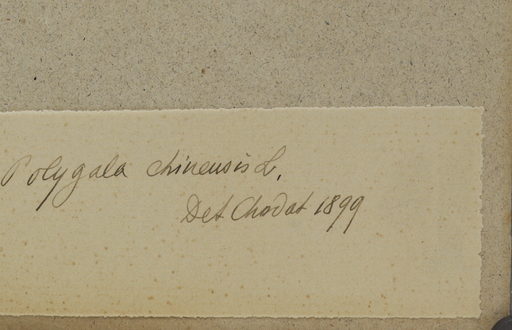 Polygala chinensis L.
Det Chodat 1899